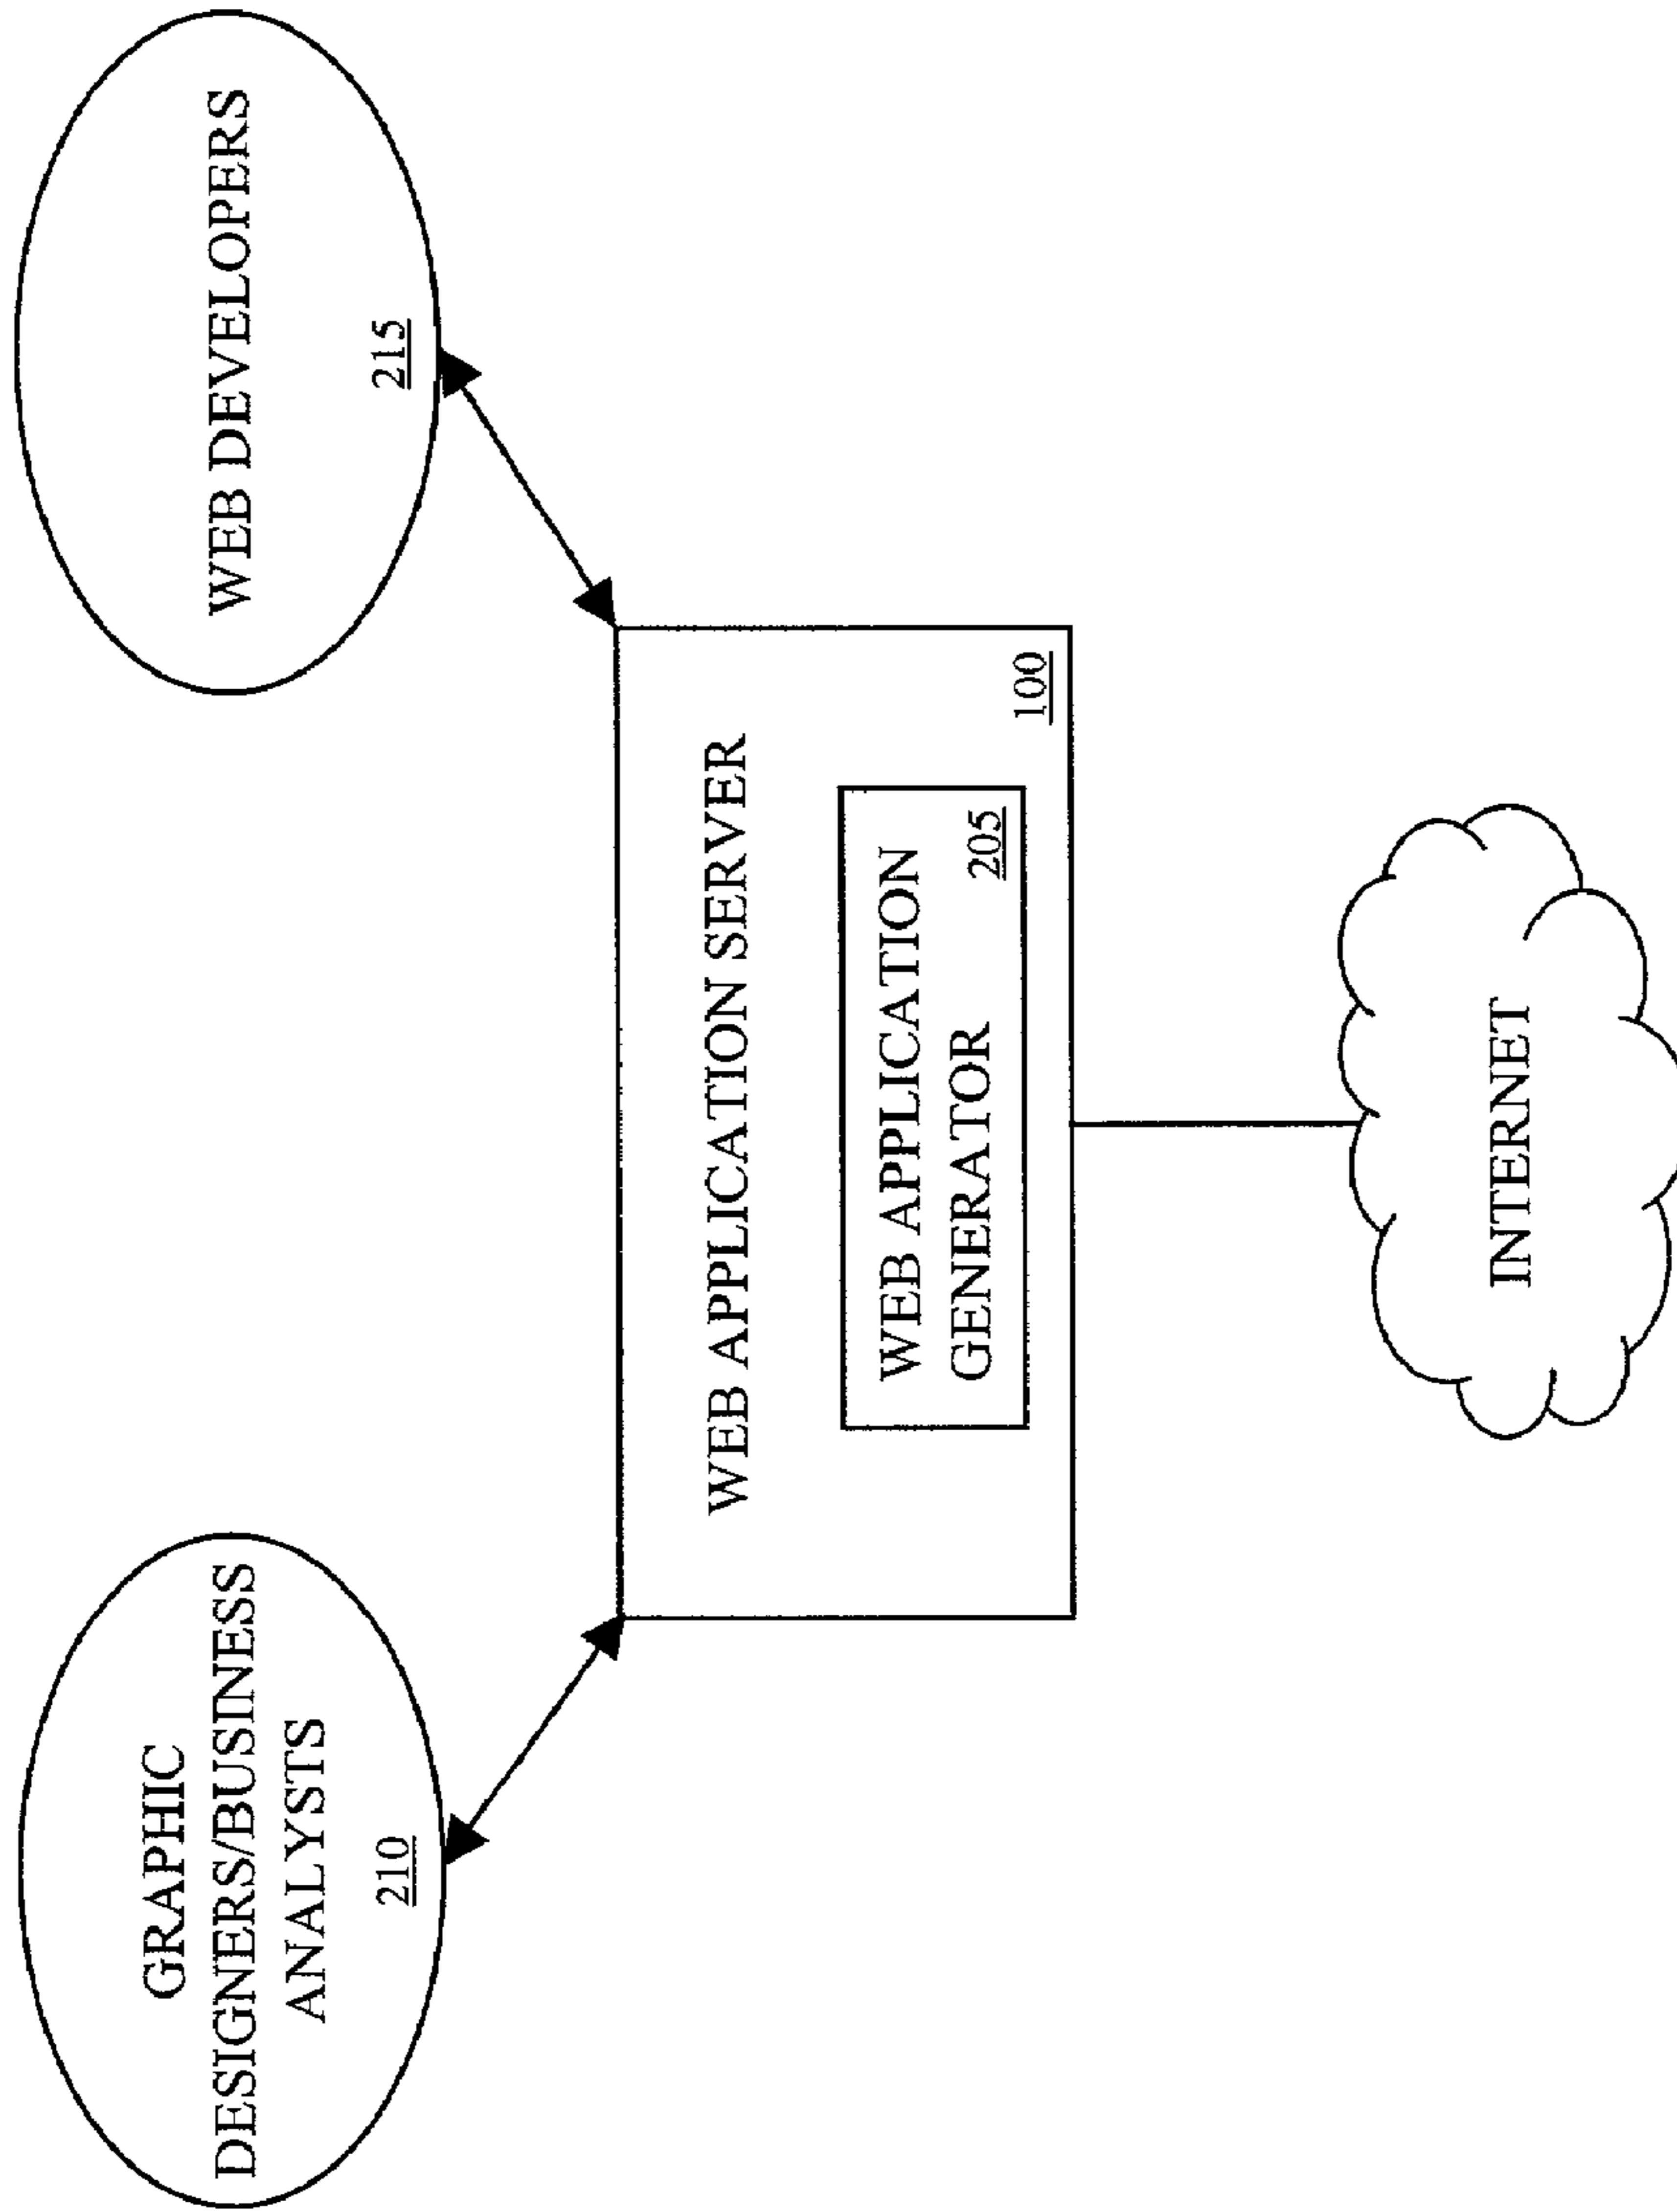 GRAPHIC
DESIGNERS/BUSINESS
ANALYSTS
210
WEB DEVELOPERS
215
WEB APPLICATION SERVER
WEB APPLICATION
GENERATOR
205
100
INTERNET